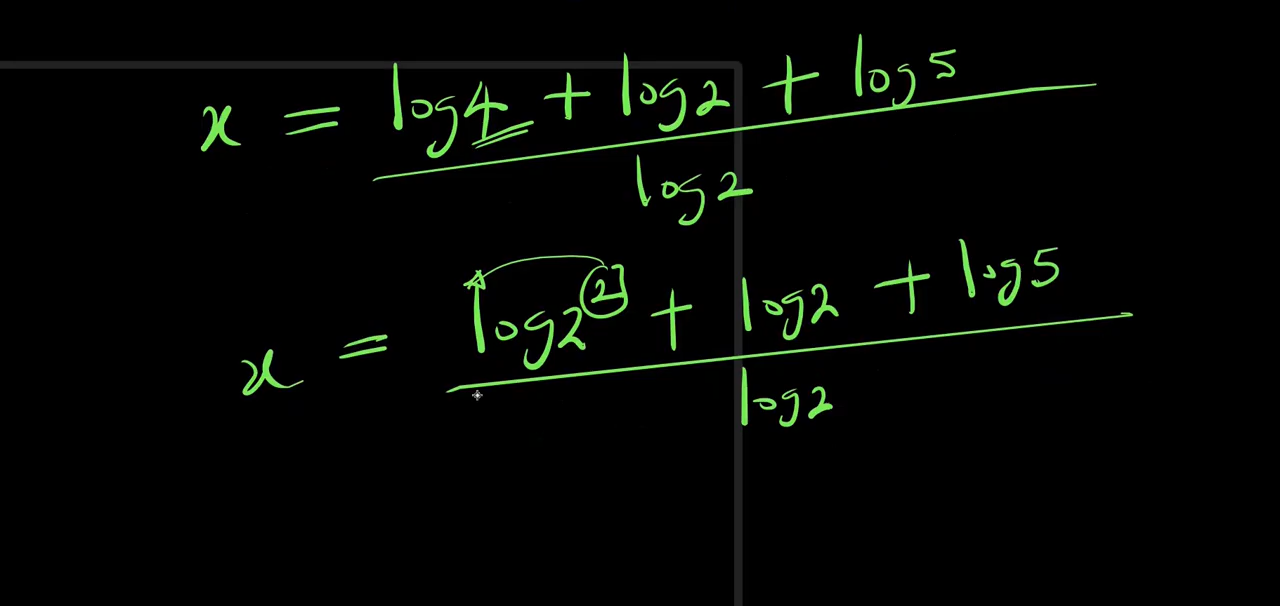 x = log4 + log2 + log5
log2
x = log2² + log2 + log5
log2